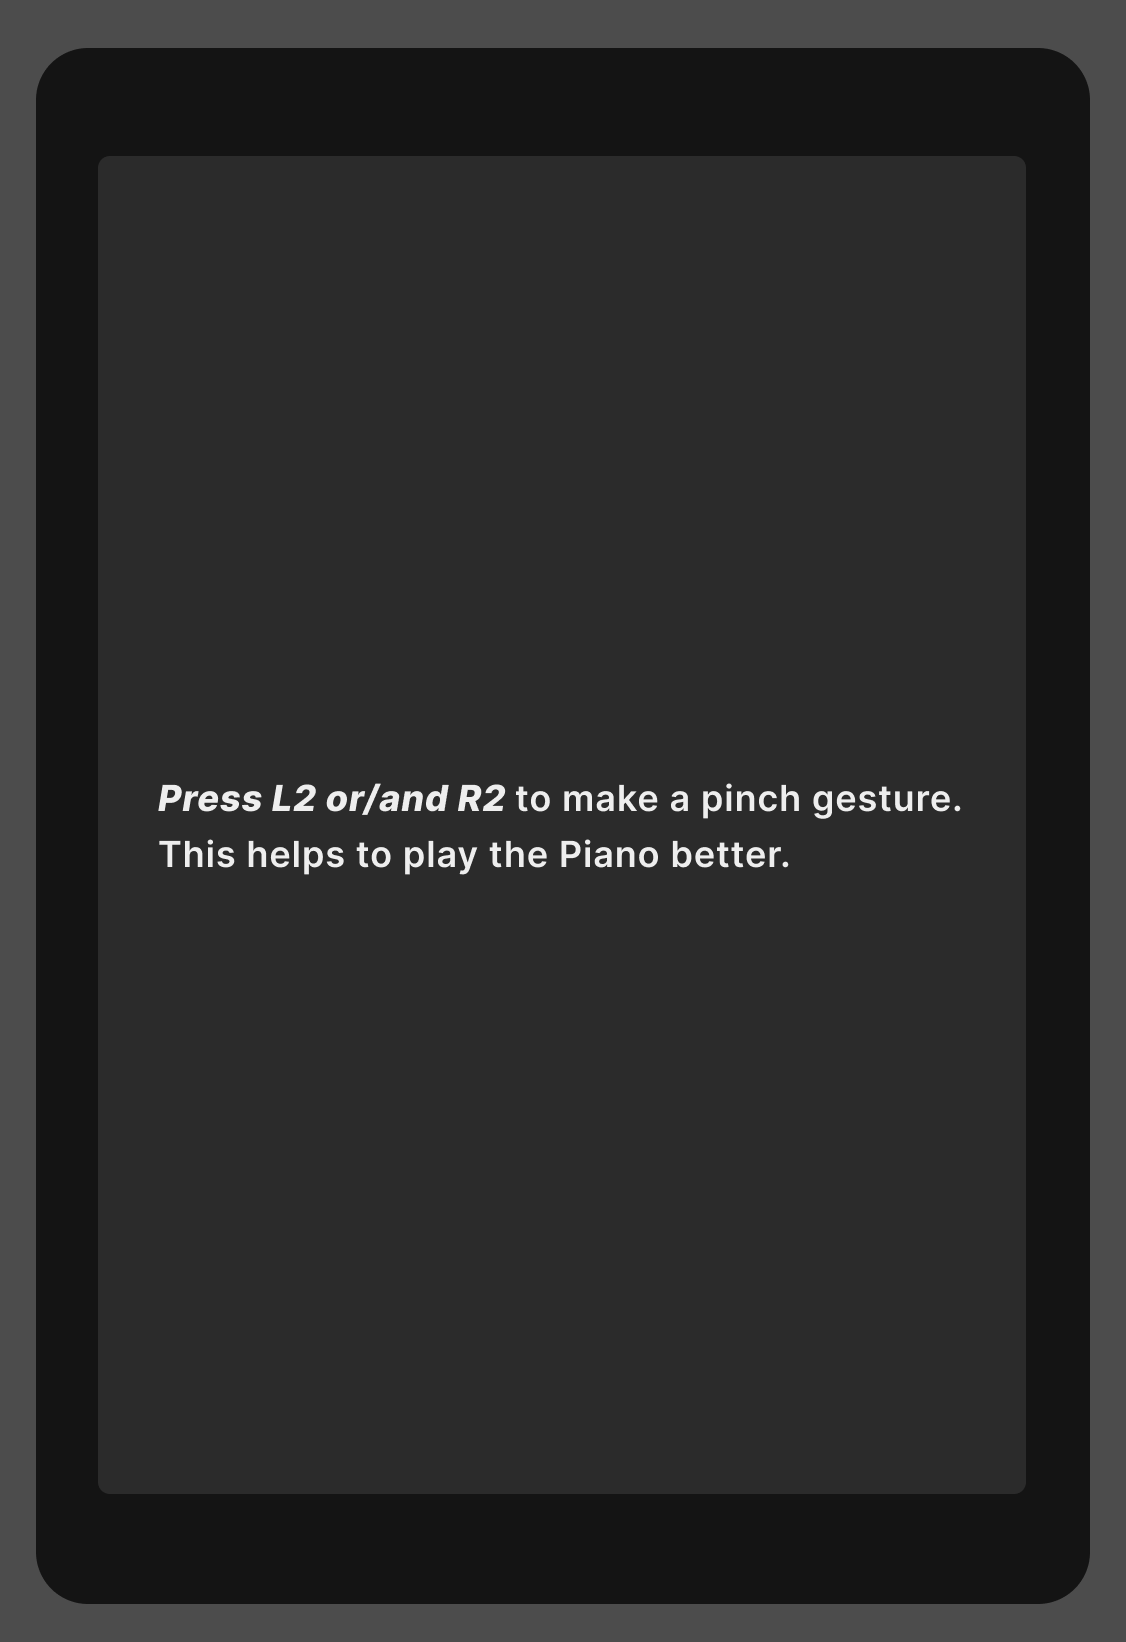 Press L2 or/and R2 to make a pinch gesture.
This helps to play the Piano better.